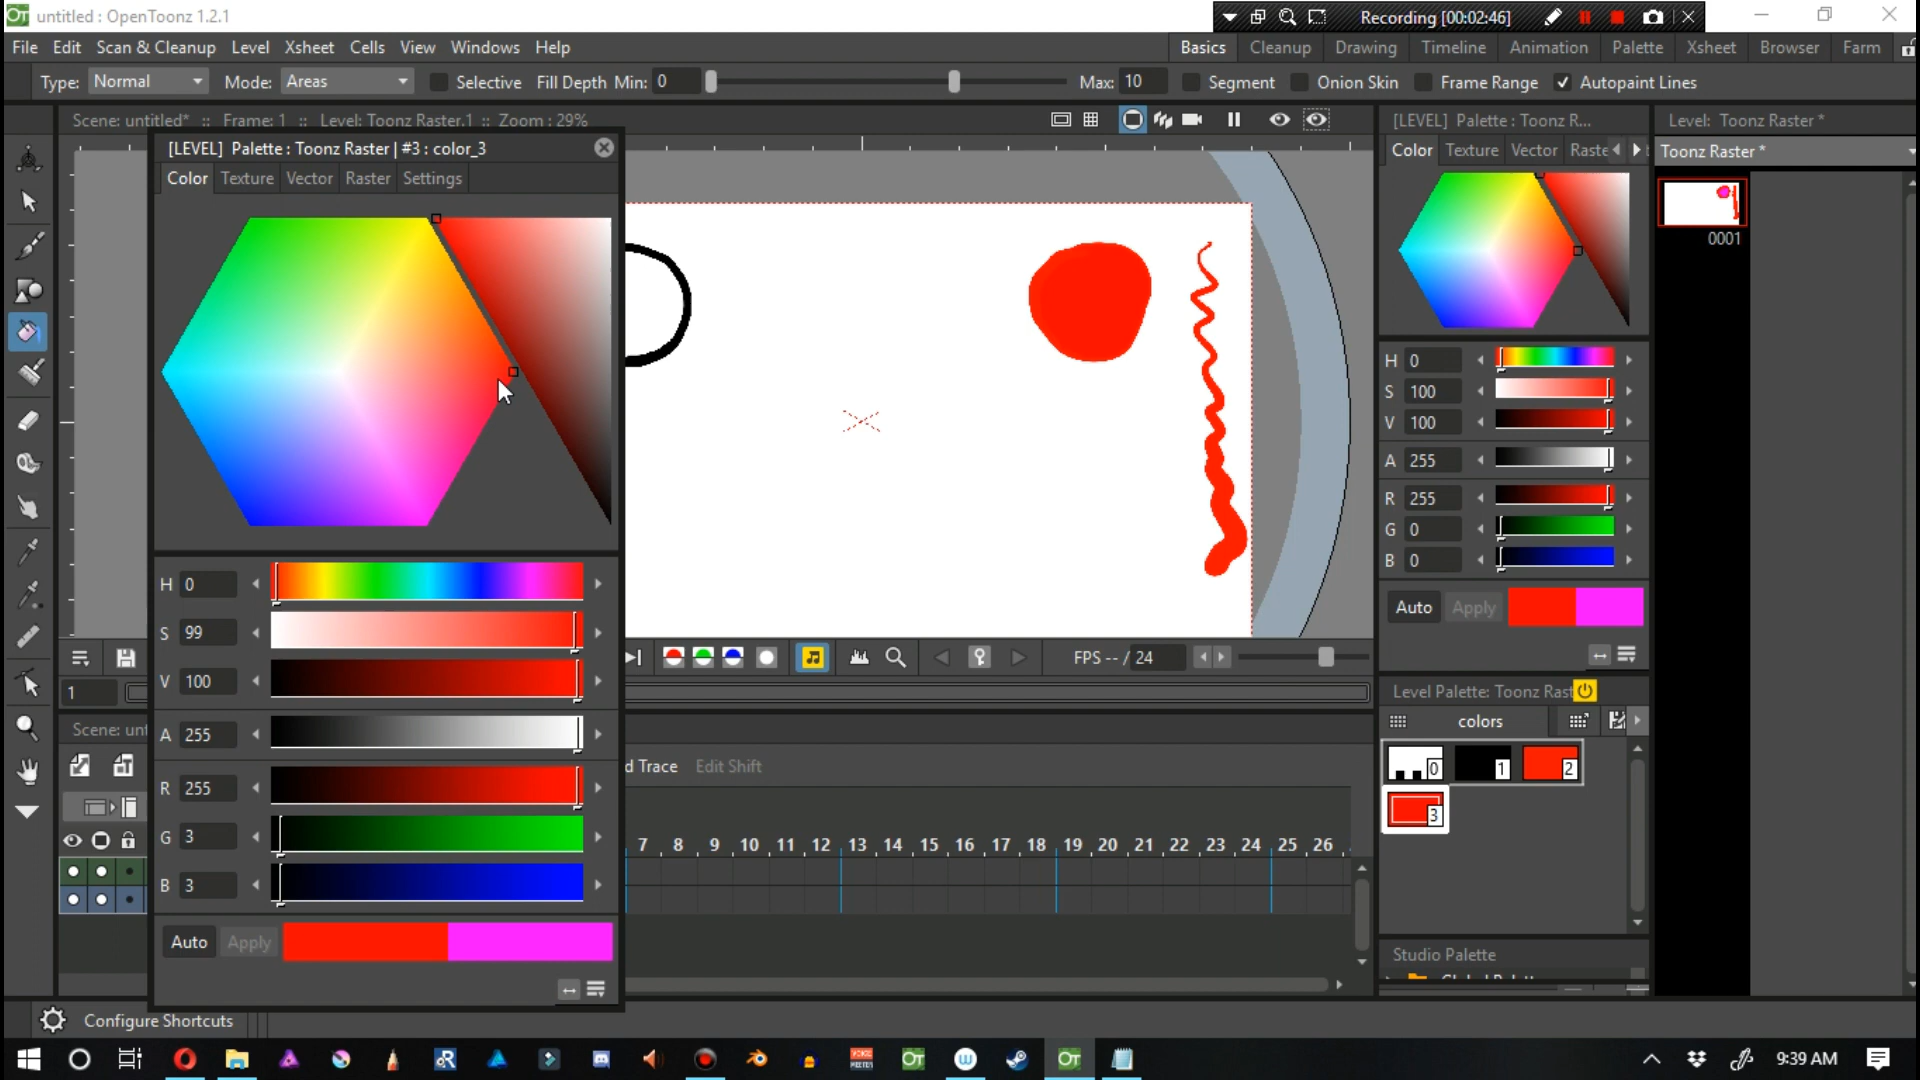 untitled : OpenToonz 1.2.1
Recording [00:02:46]
File Edit Scan & Cleanup Level Xsheet Cells View Windows Help
Basics Cleanup Drawing Timeline Animation Palette Xsheet Browser Farm
Type: Normal Mode: Areas Selective Fill Depth Min: 0 Max: 10 Segment Onion Skin Frame Range Autopaint Lines
Scene: untitled* :: Frame: 1 :: Level: Toonz Raster.1 :: Zoom : 29%
[LEVEL] Palette : Toonz R...
Level: Toonz Raster *
[LEVEL] Palette : Toonz Raster | #3 : color_3
Color Texture Vector Raste
Toonz Raster *
Color Texture Vector Raster Settings
0001
H 0
S 100
V 100
A 255
R 255
G 0
B 0
Auto Apply
H 0
S 99
V 100
A 255
R 255
G 3
B 3
Auto Apply
FPS -- / 24
1
Level Palette: Toonz Rast
colors
0 1 2
3
Scene: unt
d Trace Edit Shift
7 8 9 10 11 12 13 14 15 16 17 18 19 20 21 22 23 24 25 26
Studio Palette
Configure Shortcuts
9:39 AM